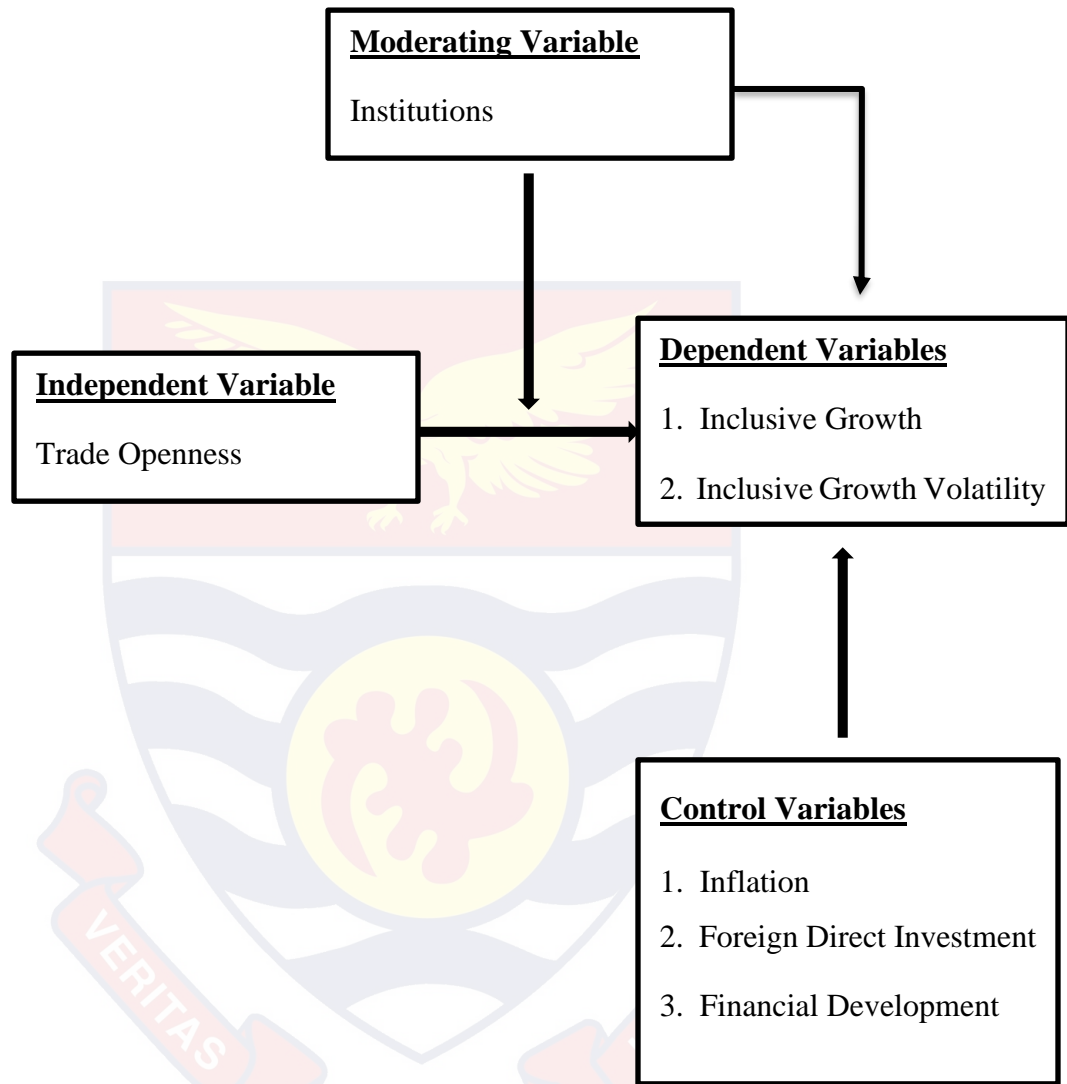 Moderating Variable
Institutions
Independent Variable
Trade Openness
Dependent Variables
1. Inclusive Growth
2. Inclusive Growth Volatility
Control Variables
1. Inflation
2. Foreign Direct Investment
3. Financial Development
VERITAS